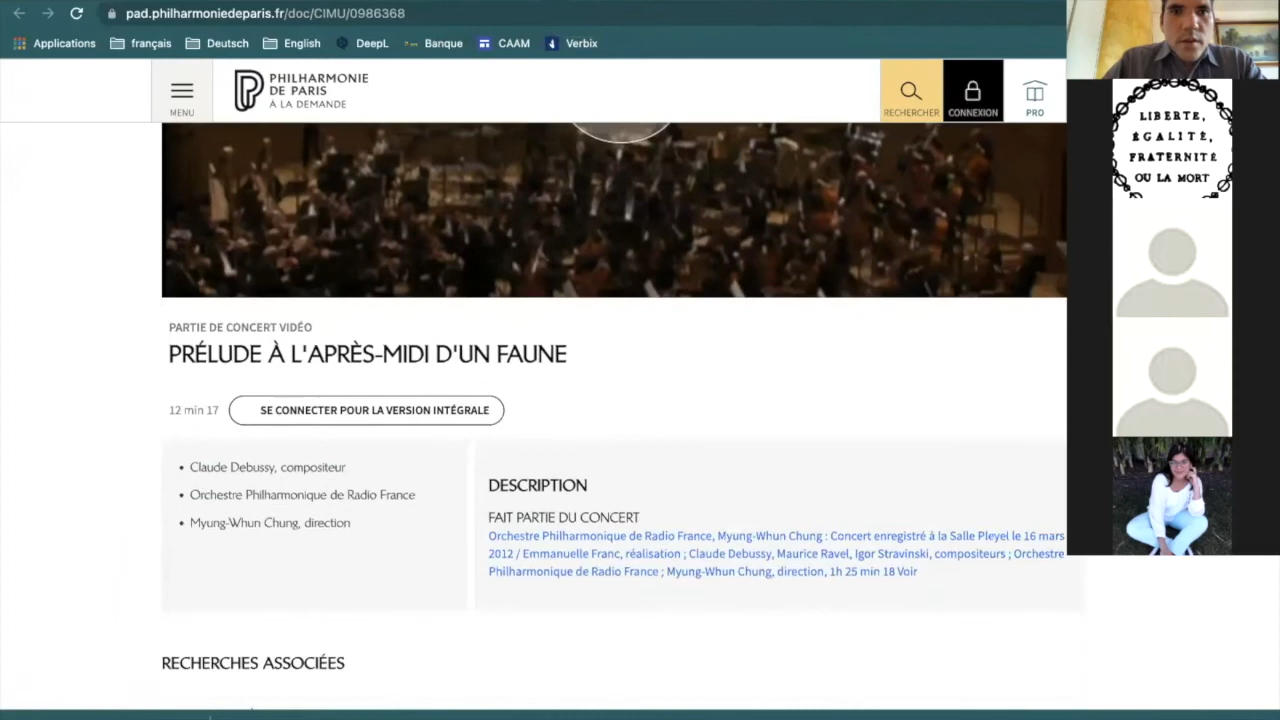 pad.philharmoniedeparis.fr/doc/CIMU/0986368
Applications français Deutsch English DeepL Banque CAAM Verbix
MENU
PHILHARMONIE
DE PARIS
À LA DEMANDE
RECHERCHER
CONNEXION
PRO
LIBERTE,
ÉGALITÉ,
FRATERNITÉ
OU LA MORT
PARTIE DE CONCERT VIDÉO
PRÉLUDE À L'APRÈS-MIDI D'UN FAUNE
12 min 17
SE CONNECTER POUR LA VERSION INTÉGRALE
• Claude Debussy, compositeur
• Orchestre Philharmonique de Radio France
• Myung-Whun Chung, direction
DESCRIPTION
FAIT PARTIE DU CONCERT
Orchestre Philharmonique de Radio France, Myung-Whun Chung : Concert enregistré à la Salle Pleyel le 16 mars
2012 / Emmanuelle Franc, réalisation ; Claude Debussy, Maurice Ravel, Igor Stravinski, compositeurs ; Orchestre
Philharmonique de Radio France ; Myung-Whun Chung, direction, 1h 25 min 18 Voir
RECHERCHES ASSOCIÉES